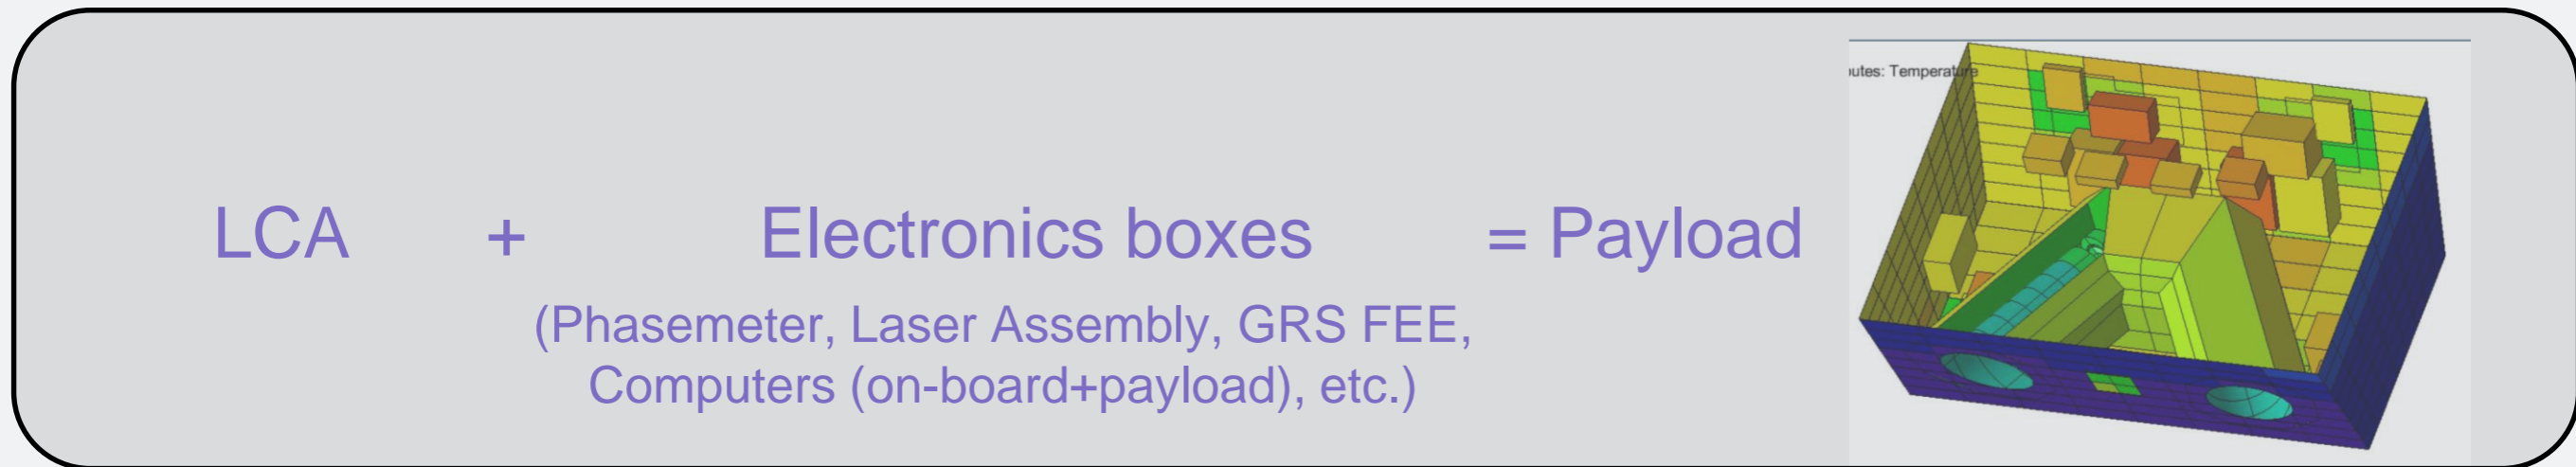 utes: Temperature
LCA + Electronics boxes = Payload
(Phasemeter, Laser Assembly, GRS FEE,
Computers (on-board+payload), etc.)